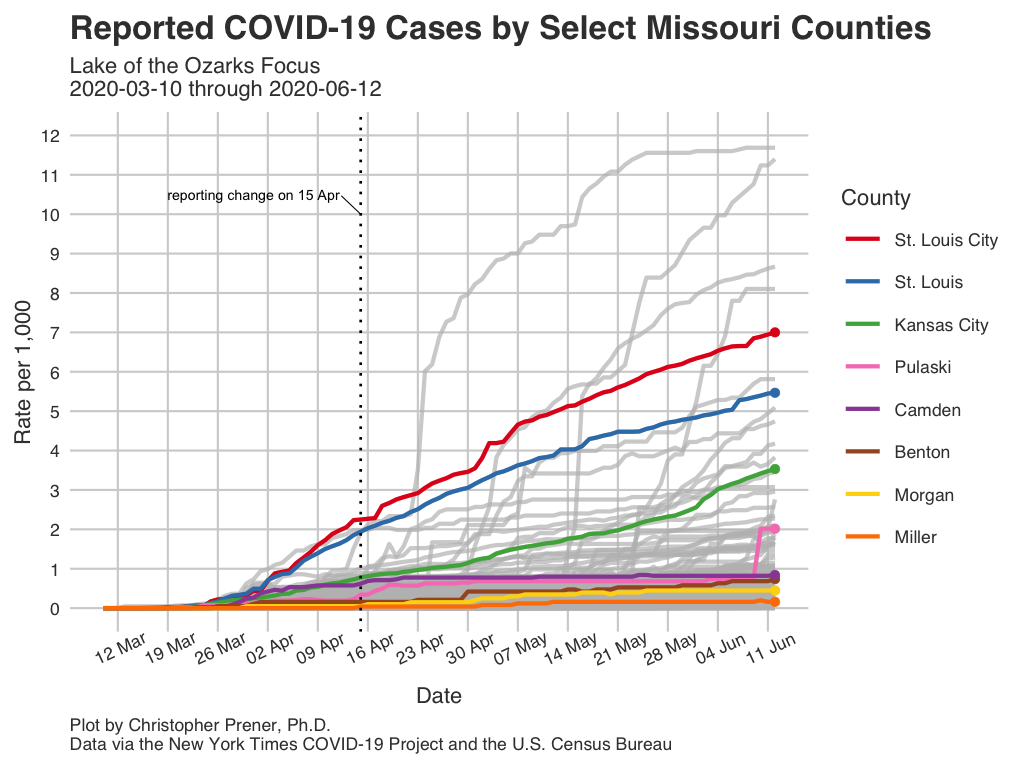 Reported COVID-19 Cases by Select Missouri Counties
Lake of the Ozarks Focus
2020-03-10 through 2020-06-12
12
11
10
9
8
7
6
5
4
3
2
1
0
Rate per 1,000
reporting change on 15 Apr
12 Mar
19 Mar
26 Mar
02 Apr
09 Apr
16 Apr
23 Apr
30 Apr
07 May
14 May
21 May
28 May
04 Jun
11 Jun
Date
County
St. Louis City
St. Louis
Kansas City
Pulaski
Camden
Benton
Morgan
Miller
Plot by Christopher Prener, Ph.D.
Data via the New York Times COVID-19 Project and the U.S. Census Bureau